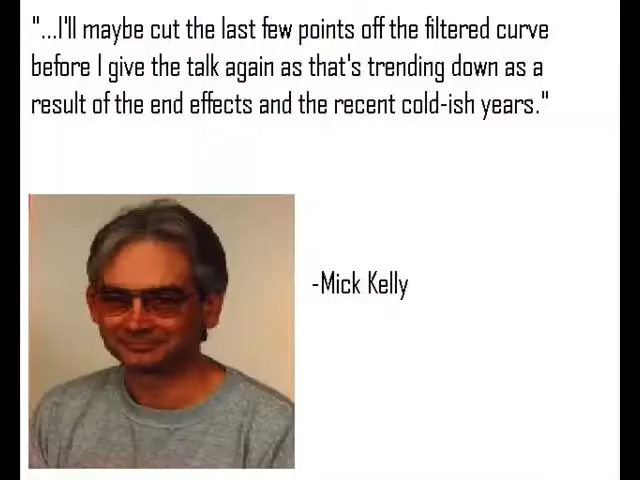 "...I'll maybe cut the last few points off the filtered curve
before I give the talk again as that's trending down as a
result of the end effects and the recent cold-ish years."
-Mick Kelly